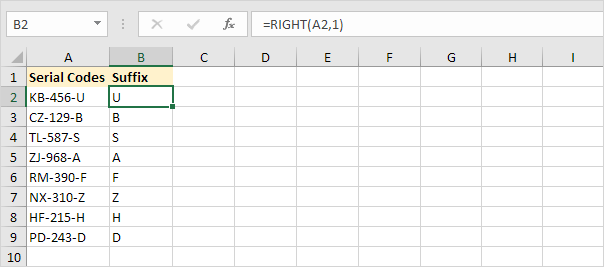 B2 fx =RIGHT(A2,1)
A B C D E F G H I
1 Serial Codes Suffix
2 KB-456-U U
3 CZ-129-B B
4 TL-587-S S
5 ZJ-968-A A
6 RM-390-F F
7 NX-310-Z Z
8 HF-215-H H
9 PD-243-D D
10